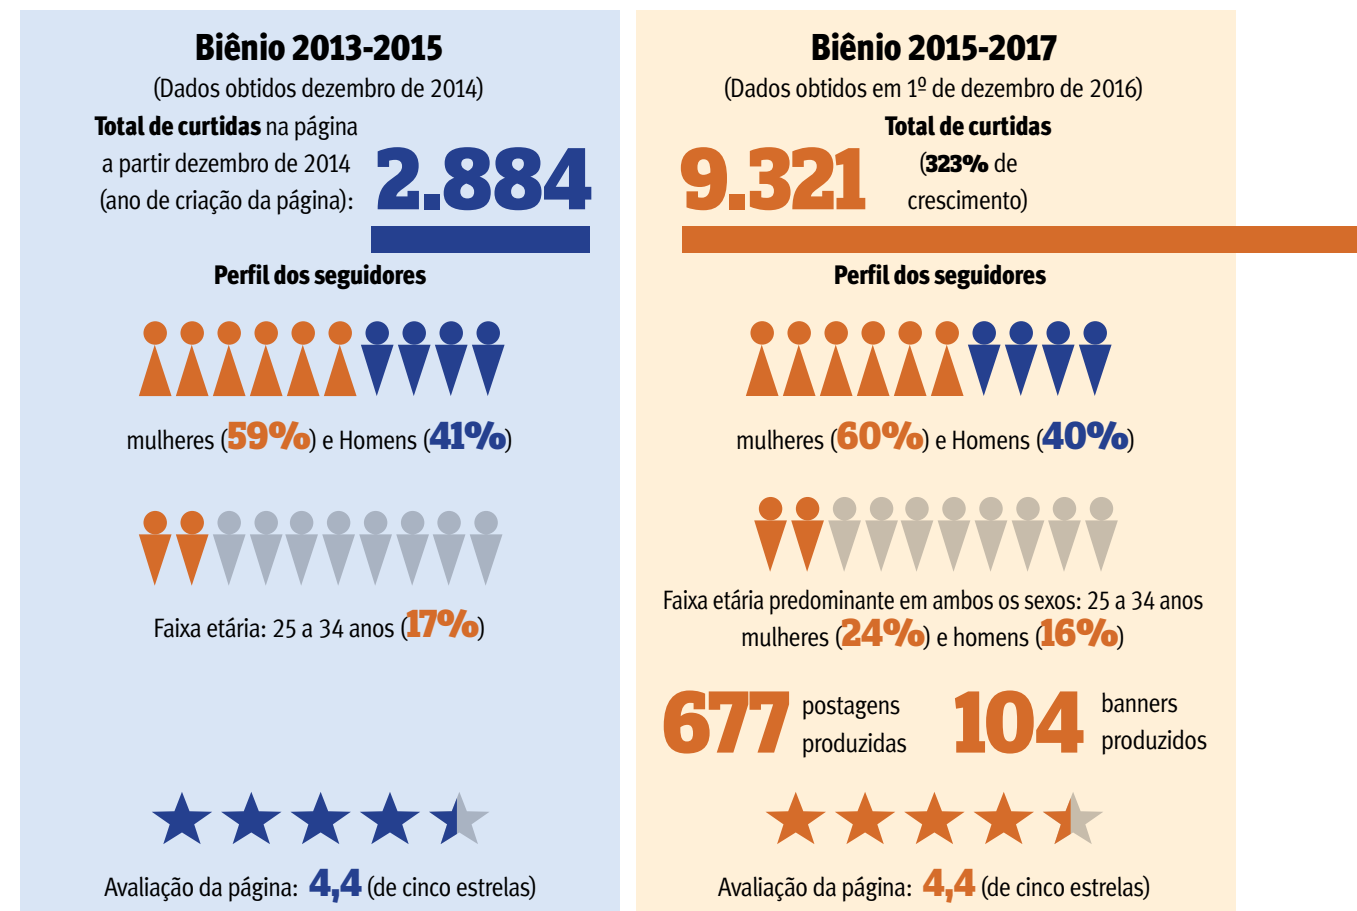 Biênio 2013-2015
(Dados obtidos dezembro de 2014)
Total de curtidas na página
a partir dezembro de 2014
(ano de criação da página):
2.884
Perfil dos seguidores
mulheres (59%) e Homens (41%)
Faixa etária: 25 a 34 anos (17%)
Avaliação da página: 4,4 (de cinco estrelas)
Biênio 2015-2017
(Dados obtidos em 1º de dezembro de 2016)
9.321
Total de curtidas
(323% de
crescimento)
Perfil dos seguidores
mulheres (60%) e Homens (40%)
Faixa etária predominante em ambos os sexos: 25 a 34 anos
mulheres (24%) e homens (16%)
677
postagens
produzidas
104
banners
produzidos
Avaliação da página: 4,4 (de cinco estrelas)